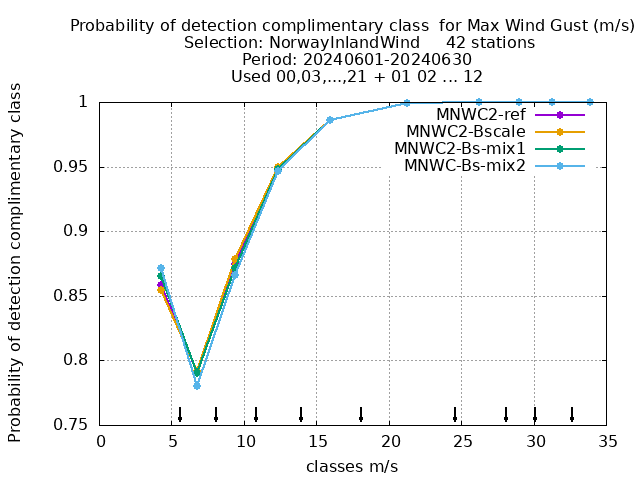 Probability of detection complimentary class  for Max Wind Gust (m/s)
Selection: NorwayInlandWind     42 stations
Period: 20240601-20240630
Used 00,03,...,21 + 01 02 ... 12
Probability of detection complimentary class
1
0.95
0.9
0.85
0.8
0.75
MNWC2-ref
MNWC2-Bscale
MNWC2-Bs-mix1
MNWC-Bs-mix2
0 5 10 15 20 25 30 35
classes m/s